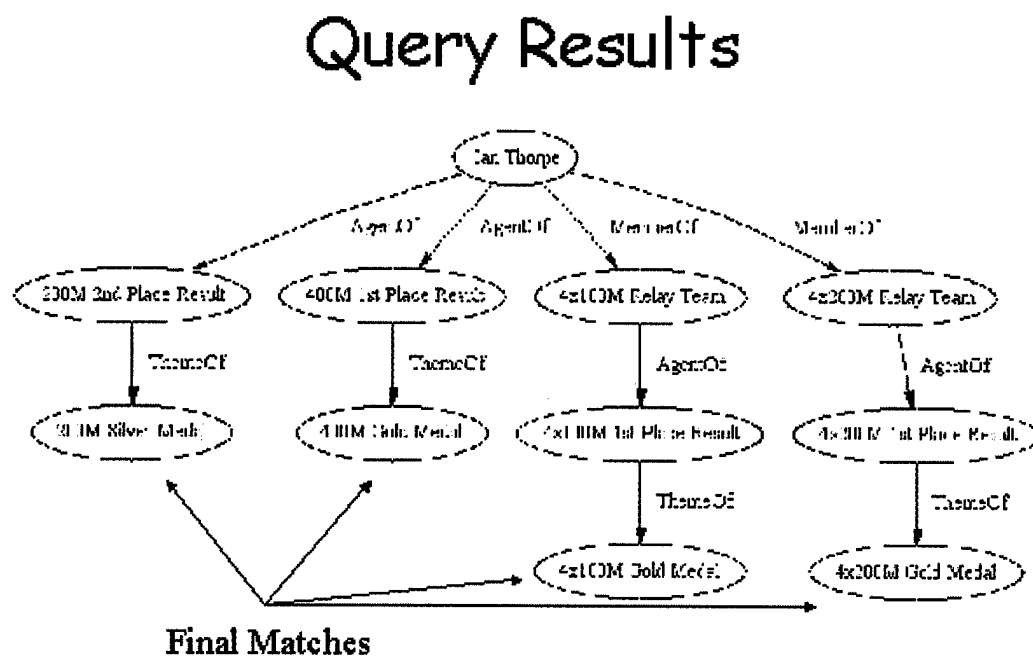 Query Results
Ian Thorpe
AgentOf AgentOf MemberOf MemberOf
200M 2nd Place Result 400M 1st Place Result 4x100M Relay Team 4x200M Relay Team
ThemeOf ThemeOf AgentOf AgentOf
200M Silver Medal 400M Gold Medal 4x100M 1st Place Result 4x200M 1st Place Result
ThemeOf ThemeOf
4x100M Gold Medal 4x200M Gold Medal
Final Matches